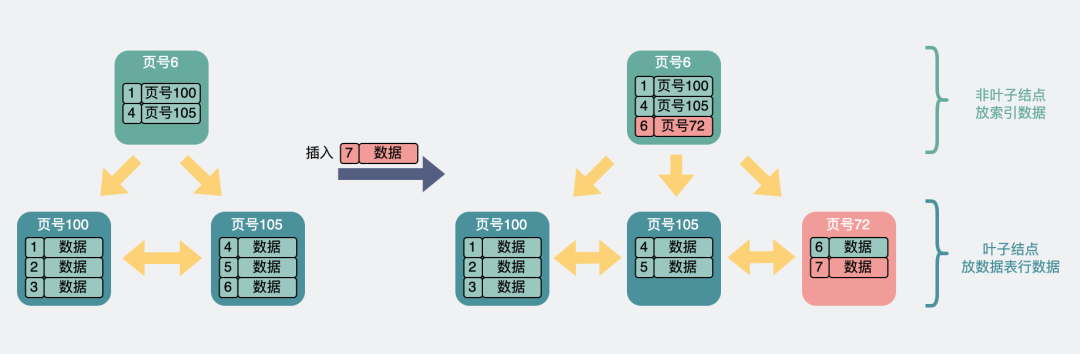 页号6
1 页号100
4 页号105
页号100
1 数据
2 数据
3 数据
页号105
4 数据
5 数据
6 数据
插入 7 数据
页号6
1 页号100
4 页号105
6 页号72
页号100
1 数据
2 数据
3 数据
页号105
4 数据
5 数据
页号72
6 数据
7 数据
非叶子结点
放索引数据
叶子结点
放数据表行数据